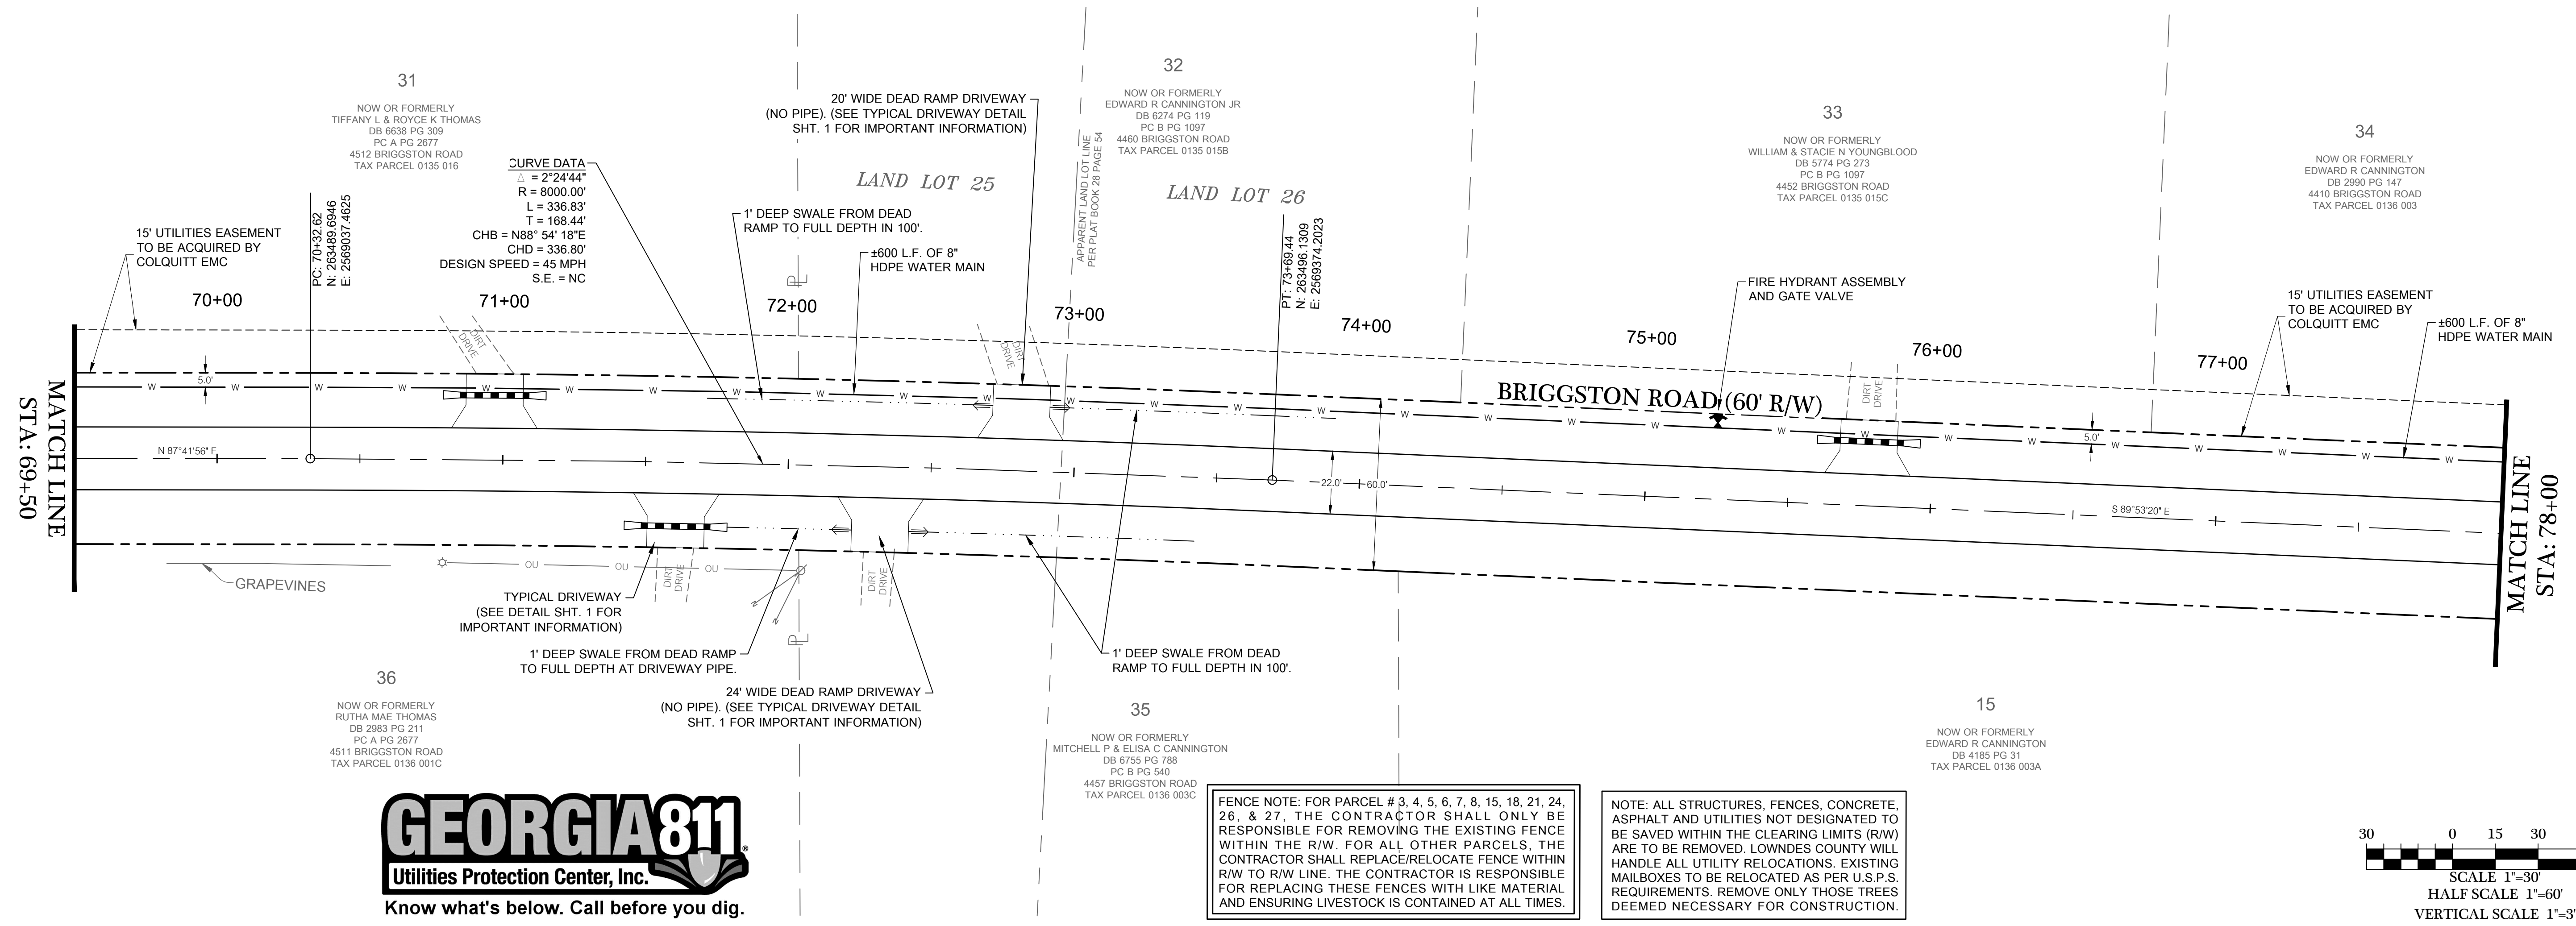 31
NOW OR FORMERLY
TIFFANY L & ROYCE K THOMAS
DB 6638 PG 309
PC A PG 2677
4512 BRIGGSTON ROAD
TAX PARCEL 0135 016
20' WIDE DEAD RAMP DRIVEWAY
(NO PIPE). (SEE TYPICAL DRIVEWAY DETAIL
SHT. 1 FOR IMPORTANT INFORMATION)
32
NOW OR FORMERLY
EDWARD R CANNINGTON JR
DB 6274 PG 119
PC B PG 1097
4460 BRIGGSTON ROAD
TAX PARCEL 0135 015B
33
NOW OR FORMERLY
WILLIAM & STACIE N YOUNGBLOOD
DB 5774 PG 273
PC B PG 1097
4452 BRIGGSTON ROAD
TAX PARCEL 0135 015C
34
NOW OR FORMERLY
EDWARD R CANNINGTON
DB 2990 PG 147
4410 BRIGGSTON ROAD
TAX PARCEL 0136 003
CURVE DATA
Δ = 2°24'44"
R = 8000.00'
L = 336.83'
T = 168.44'
CHB = N88° 54' 18"E
CHD = 336.80'
DESIGN SPEED = 45 MPH
S.E. = NC
LAND LOT 25
APPARENT LAND LOT LINE
PER PLAT BOOK 28 PAGE 54
LAND LOT 26
15' UTILITIES EASEMENT
TO BE ACQUIRED BY
COLQUITT EMC
PC: 70+32.62
N: 263489.6946
E: 2569037.4625
1' DEEP SWALE FROM DEAD
RAMP TO FULL DEPTH IN 100'.
±600 L.F. OF 8"
HDPE WATER MAIN
PT: 73+69.44
N: 263496.1309
E: 2569374.2023
FIRE HYDRANT ASSEMBLY
AND GATE VALVE
15' UTILITIES EASEMENT
TO BE ACQUIRED BY
COLQUITT EMC
±600 L.F. OF 8"
HDPE WATER MAIN
70+00
71+00
72+00
73+00
74+00
75+00
76+00
77+00
PL
DIRT
DRIVE
DIRT
DRIVE
DIRT
DRIVE
MATCH LINE
STA: 69+50
5.0'
W W W W W W W W W W W W W W W W W W W W W W W W W W W W
BRIGGSTON ROAD (60' R/W)
5.0'
N 87°41'56" E
22.0'
60.0'
S 89°53'20" E
MATCH LINE
STA: 78+00
GRAPEVINES
OU OU OU
DIRT
DRIVE
DIRT
DRIVE
PL
TYPICAL DRIVEWAY
(SEE DETAIL SHT. 1 FOR
IMPORTANT INFORMATION)
1' DEEP SWALE FROM DEAD RAMP
TO FULL DEPTH AT DRIVEWAY PIPE.
24' WIDE DEAD RAMP DRIVEWAY
(NO PIPE). (SEE TYPICAL DRIVEWAY DETAIL
SHT. 1 FOR IMPORTANT INFORMATION)
1' DEEP SWALE FROM DEAD
RAMP TO FULL DEPTH IN 100'.
36
NOW OR FORMERLY
RUTHA MAE THOMAS
DB 2983 PG 211
PC A PG 2677
4511 BRIGGSTON ROAD
TAX PARCEL 0136 001C
35
NOW OR FORMERLY
MITCHELL P & ELISA C CANNINGTON
DB 6755 PG 788
PC B PG 540
4457 BRIGGSTON ROAD
TAX PARCEL 0136 003C
15
NOW OR FORMERLY
EDWARD R CANNINGTON
DB 4185 PG 31
TAX PARCEL 0136 003A
GEORGIA811®
Utilities Protection Center, Inc.
Know what's below. Call before you dig.
FENCE NOTE: FOR PARCEL # 3, 4, 5, 6, 7, 8, 15, 18, 21, 24,
26, & 27, THE CONTRACTOR SHALL ONLY BE
RESPONSIBLE FOR REMOVING THE EXISTING FENCE
WITHIN THE R/W. FOR ALL OTHER PARCELS, THE
CONTRACTOR SHALL REPLACE/RELOCATE FENCE WITHIN
R/W TO R/W LINE. THE CONTRACTOR IS RESPONSIBLE
FOR REPLACING THESE FENCES WITH LIKE MATERIAL
AND ENSURING LIVESTOCK IS CONTAINED AT ALL TIMES.
NOTE: ALL STRUCTURES, FENCES, CONCRETE,
ASPHALT AND UTILITIES NOT DESIGNATED TO
BE SAVED WITHIN THE CLEARING LIMITS (R/W)
ARE TO BE REMOVED. LOWNDES COUNTY WILL
HANDLE ALL UTILITY RELOCATIONS. EXISTING
MAILBOXES TO BE RELOCATED AS PER U.S.P.S.
REQUIREMENTS. REMOVE ONLY THOSE TREES
DEEMED NECESSARY FOR CONSTRUCTION.
30 0 15 30
SCALE 1"=30'
HALF SCALE 1"=60'
VERTICAL SCALE 1"=3'